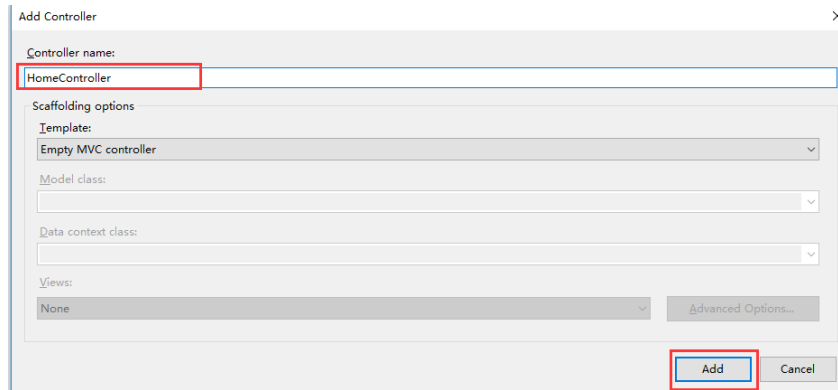 Add Controller
Controller name:
HomeController
Scaffolding options
Template:
Empty MVC controller
Model class:
Data context class:
Views:
None
Advanced Options...
Add
Cancel